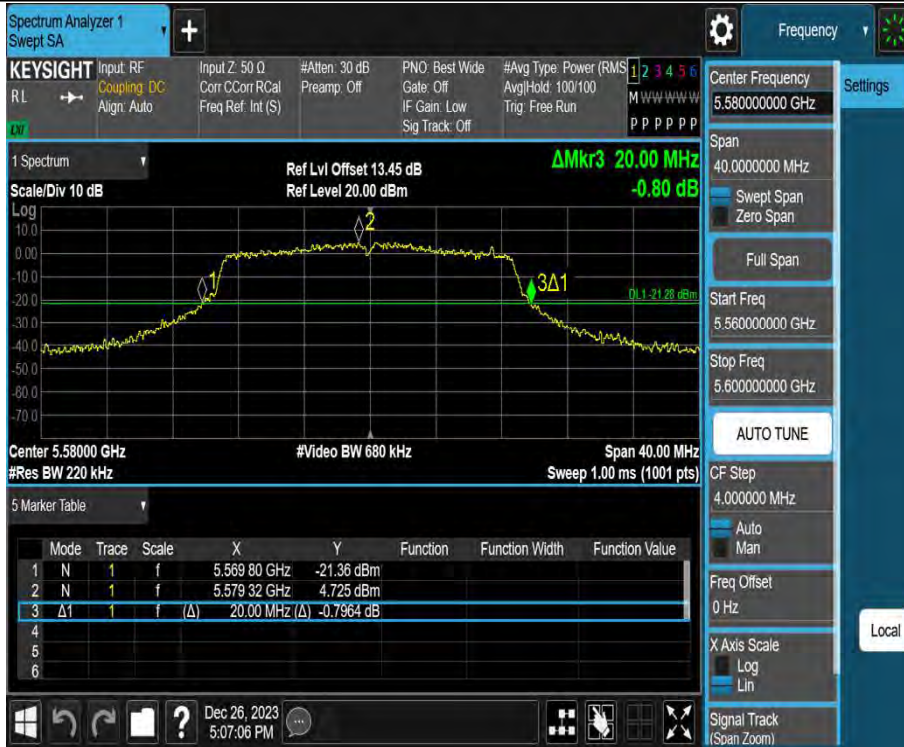 Spectrum Analyzer 1
Swept SA
+
Frequency
KEYSIGHT
RL
LXI
Input: RF
Coupling: DC
Align: Auto
Input Z: 50 Ω
Corr CCorr RCal
Freq Ref: Int (S)
#Atten: 30 dB
Preamp: Off
PNO: Best Wide
Gate: Off
IF Gain: Low
Sig Track: Off
#Avg Type: Power (RMS
Avg|Hold: 100/100
Trig: Free Run
1 2 3 4 5 6
M W W W W W
P P P P P P
1 Spectrum
Scale/Div 10 dB
Ref Lvl Offset 13.45 dB
Ref Level 20.00 dBm
ΔMkr3 20.00 MHz
-0.80 dB
Log
10.0
0.00
-10.0
-20.0
-30.0
-40.0
-50.0
-60.0
-70.0
1
2
3Δ1
DL1 -21.28 dBm
Center 5.58000 GHz
#Video BW 680 kHz
Span 40.00 MHz
#Res BW 220 kHz
Sweep 1.00 ms (1001 pts)
5 Marker Table
Mode Trace Scale X Y Function Function Width Function Value
1 N 1 f 5.569 80 GHz -21.36 dBm
2 N 1 f 5.579 32 GHz 4.725 dBm
3 Δ1 1 f (Δ) 20.00 MHz (Δ) -0.7964 dB
4
5
6
?
Dec 26, 2023
5:07:06 PM
Center Frequency
5.580000000 GHz
Settings
Span
40.0000000 MHz
Swept Span
Zero Span
Full Span
Start Freq
5.560000000 GHz
Stop Freq
5.600000000 GHz
AUTO TUNE
CF Step
4.000000 MHz
Auto
Man
Freq Offset
0 Hz
Local
X Axis Scale
Log
Lin
Signal Track
(Span Zoom)